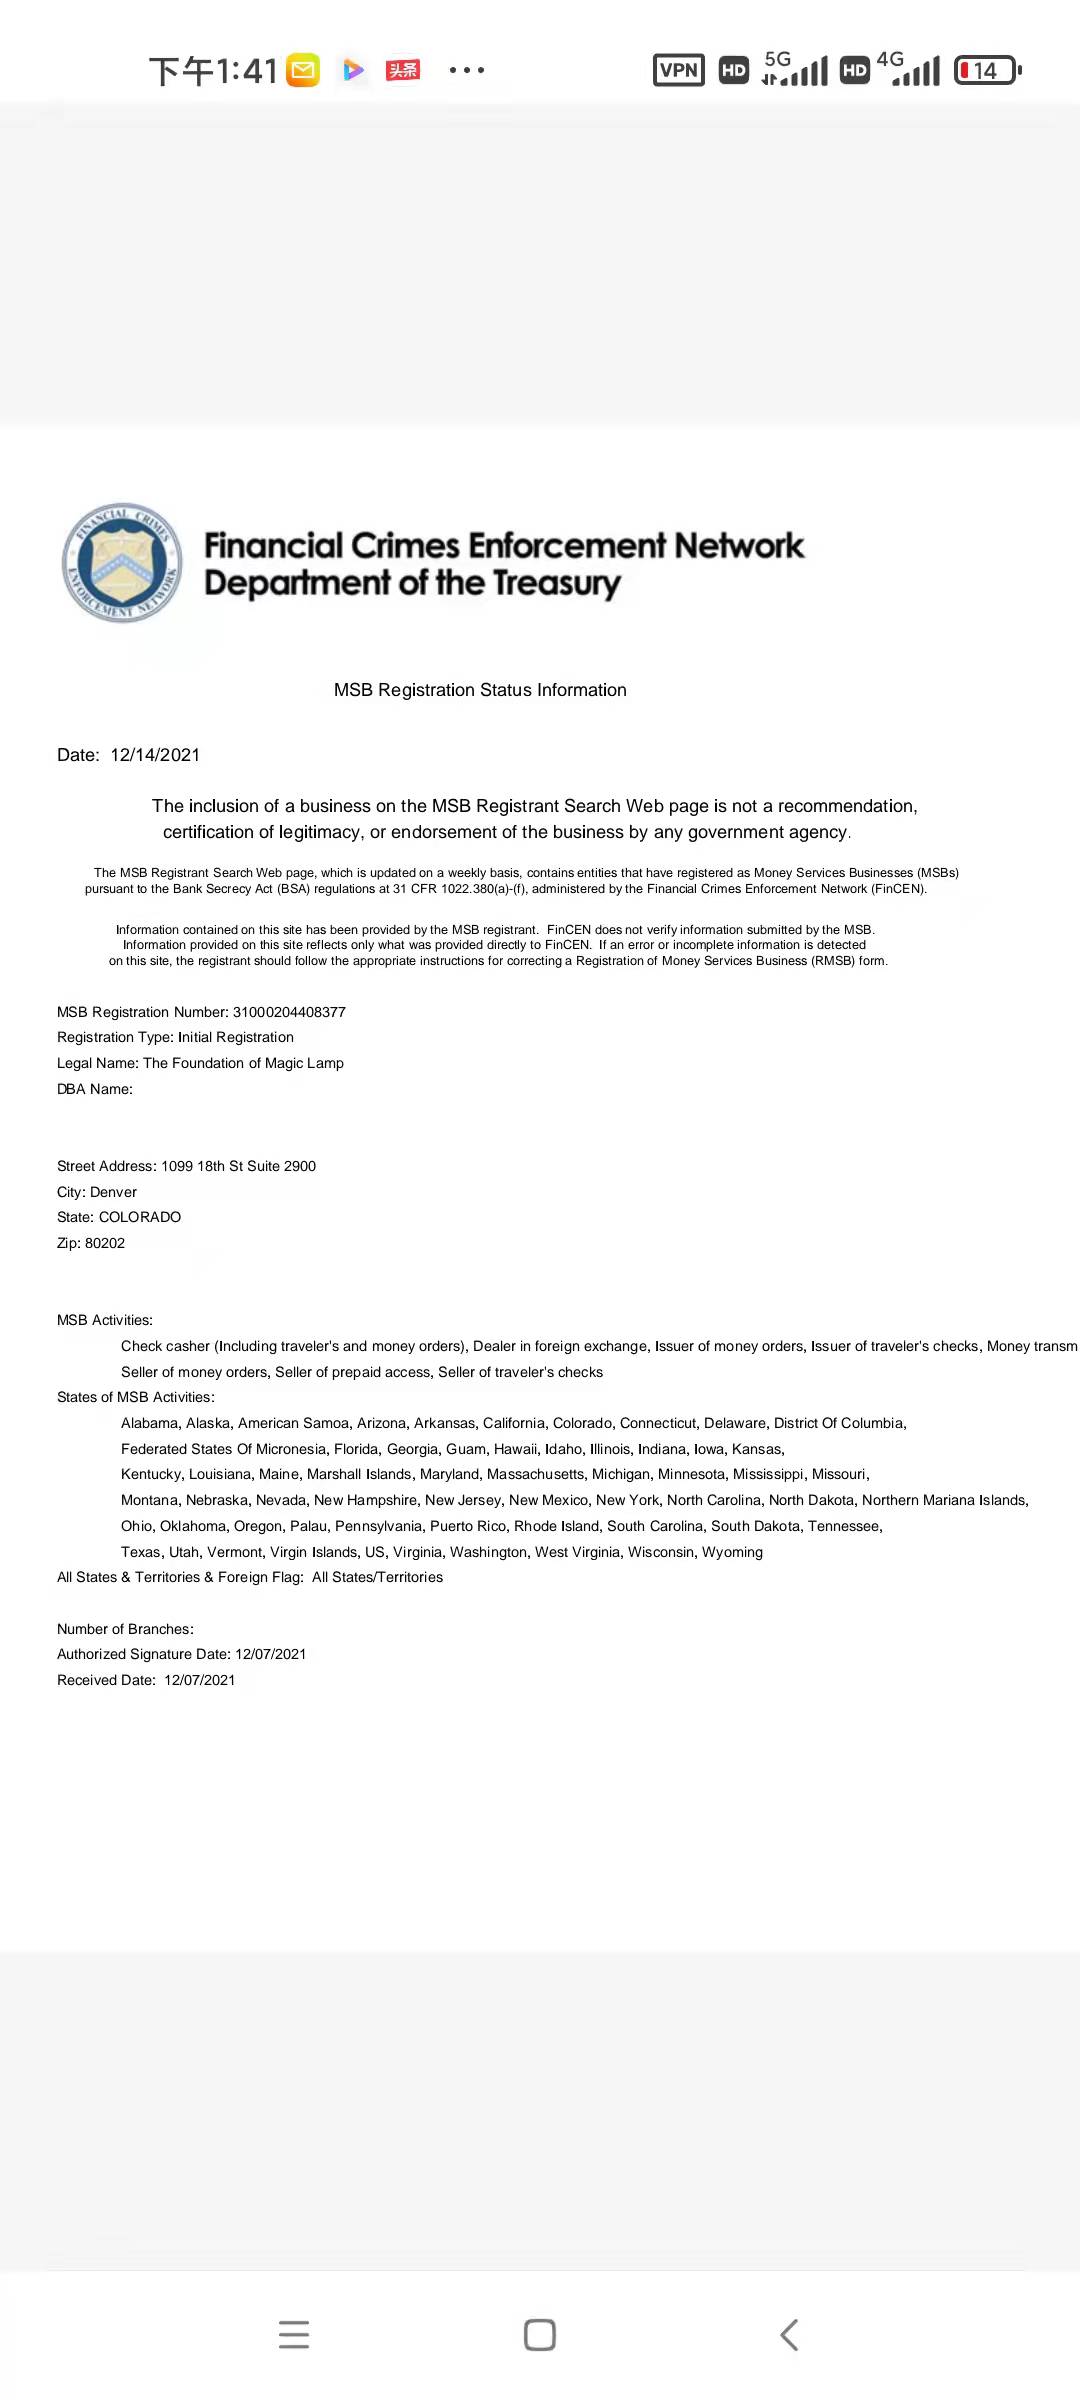 下午1:41
头条
VPN HD 5G HD 4G 14
FINANCIAL CRIMES ENFORCEMENT NETWORK
Financial Crimes Enforcement Network
Department of the Treasury
MSB Registration Status Information
Date: 12/14/2021
The inclusion of a business on the MSB Registrant Search Web page is not a recommendation,
certification of legitimacy, or endorsement of the business by any government agency.
The MSB Registrant Search Web page, which is updated on a weekly basis, contains entities that have registered as Money Services Businesses (MSBs)
pursuant to the Bank Secrecy Act (BSA) regulations at 31 CFR 1022.380(a)-(f), administered by the Financial Crimes Enforcement Network (FinCEN).
Information contained on this site has been provided by the MSB registrant. FinCEN does not verify information submitted by the MSB.
Information provided on this site reflects only what was provided directly to FinCEN. If an error or incomplete information is detected
on this site, the registrant should follow the appropriate instructions for correcting a Registration of Money Services Business (RMSB) form.
MSB Registration Number: 31000204408377
Registration Type: Initial Registration
Legal Name: The Foundation of Magic Lamp
DBA Name:
Street Address: 1099 18th St Suite 2900
City: Denver
State: COLORADO
Zip: 80202
MSB Activities:
Check casher (Including traveler's and money orders), Dealer in foreign exchange, Issuer of money orders, Issuer of traveler's checks, Money transm
Seller of money orders, Seller of prepaid access, Seller of traveler's checks
States of MSB Activities:
Alabama, Alaska, American Samoa, Arizona, Arkansas, California, Colorado, Connecticut, Delaware, District Of Columbia,
Federated States Of Micronesia, Florida, Georgia, Guam, Hawaii, Idaho, Illinois, Indiana, Iowa, Kansas,
Kentucky, Louisiana, Maine, Marshall Islands, Maryland, Massachusetts, Michigan, Minnesota, Mississippi, Missouri,
Montana, Nebraska, Nevada, New Hampshire, New Jersey, New Mexico, New York, North Carolina, North Dakota, Northern Mariana Islands,
Ohio, Oklahoma, Oregon, Palau, Pennsylvania, Puerto Rico, Rhode Island, South Carolina, South Dakota, Tennessee,
Texas, Utah, Vermont, Virgin Islands, US, Virginia, Washington, West Virginia, Wisconsin, Wyoming
All States & Territories & Foreign Flag: All States/Territories
Number of Branches:
Authorized Signature Date: 12/07/2021
Received Date: 12/07/2021